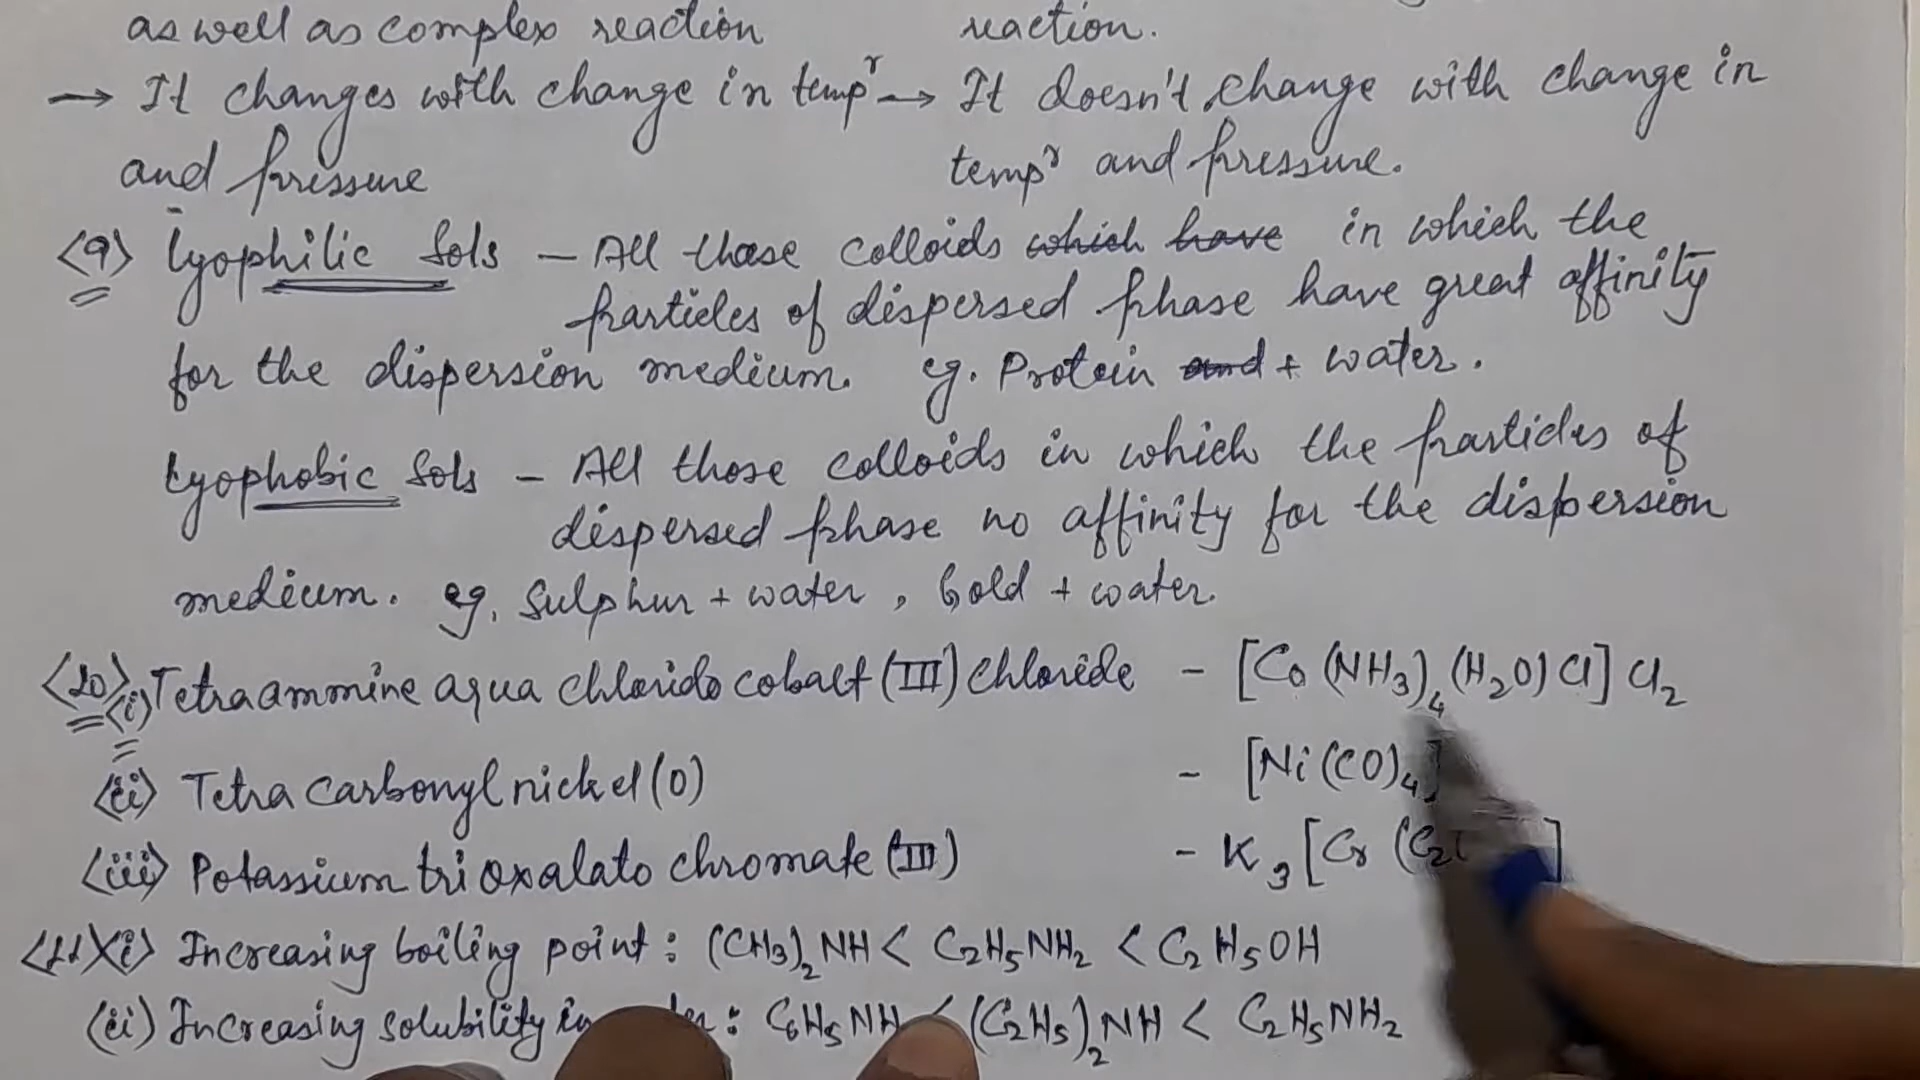 as well as complex reaction
reaction.
→ It changes with change in tempʳ
and pressure
→ It doesn't change with change in
tempʳ and pressure.
<9> lyophilic Sols – All those colloids which have in which the
particles of dispersed phase have great affinity
for the dispersion medium. eg. Protein and + water.
Lyophobic Sols – All those colloids in which the particles of
dispersed phase no affinity for the dispersion
medium. eg. Sulphur + water, Gold + water.
<10> <i> Tetraammine aqua chlorido cobalt (III) chloride - [Co(NH₃)₄(H₂O)Cl]Cl₂
<ii> Tetra carbonyl nickel (0) - [Ni(CO)₄]
<iii> Potassium trioxalato chromate (III) - K₃[Cr(C₂ ]
<11><i> Increasing boiling point : (CH₃)₂NH < C₂H₅NH₂ < C₂H₅OH
(ii) Increasing solubility in : C₆H₅NH < (C₂H₅)₂NH < C₂H₅NH₂